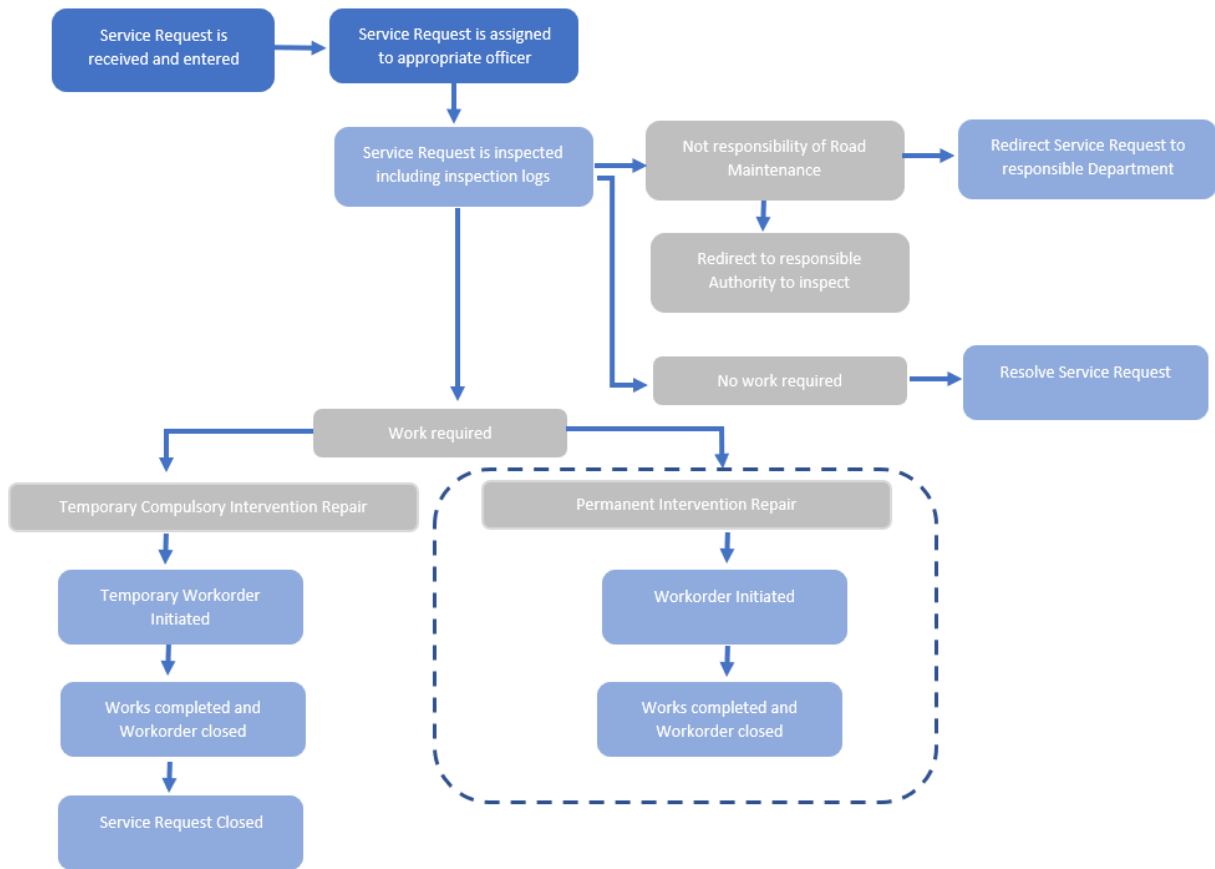 Service Request is
received and entered
Service Request is assigned
to appropriate officer
Service Request is inspected
including inspection logs
Not responsibility of Road
Maintenance
Redirect Service Request to
responsible Department
Redirect to responsible
Authority to inspect
No work required
Resolve Service Request
Work required
Temporary Compulsory Intervention Repair
Permanent Intervention Repair
Temporary Workorder
Initiated
Workorder Initiated
Works completed and
Workorder closed
Works completed and
Workorder closed
Service Request Closed